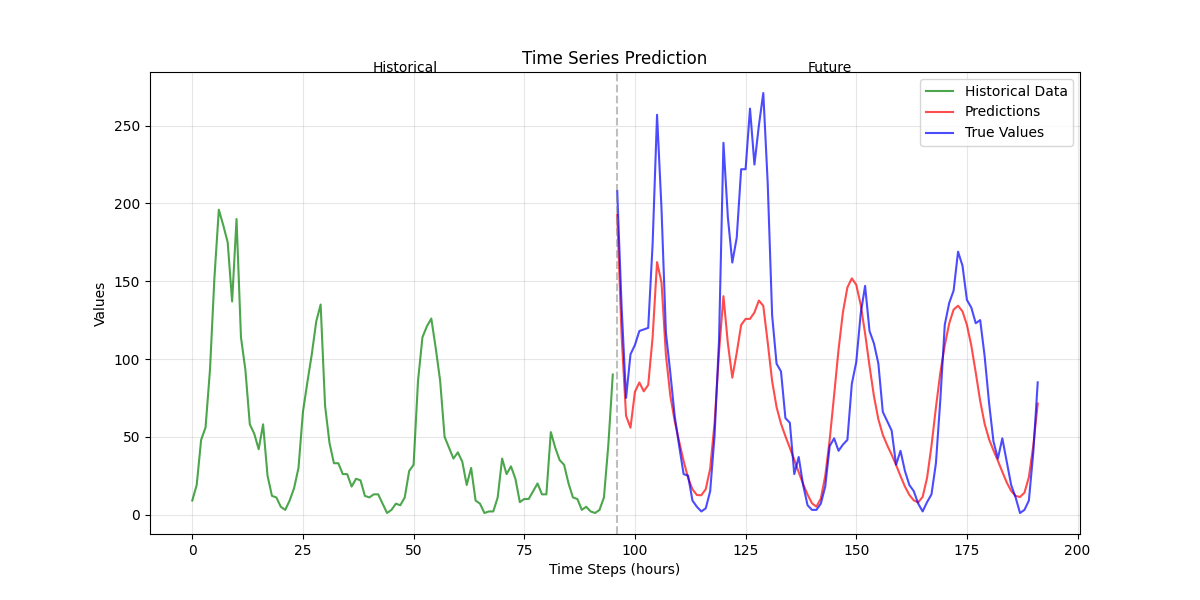 Time Series Prediction
Historical
Future
Historical Data
Predictions
True Values
Values
250
200
150
100
50
0
0 25 50 75 100 125 150 175 200
Time Steps (hours)